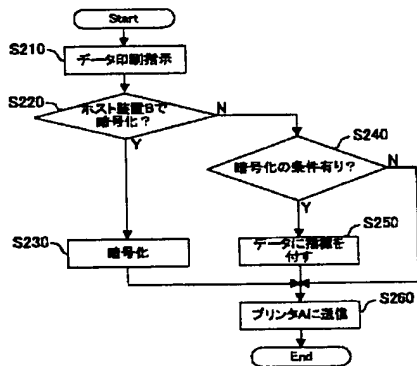 Start
S210
データ印刷指示
S220
ホスト装置Bで
暗号化？
N
Y
S240
暗号化の条件有り？
N
Y
S230
暗号化
S250
データに指標を
付す
S260
プリンタAに送信
End